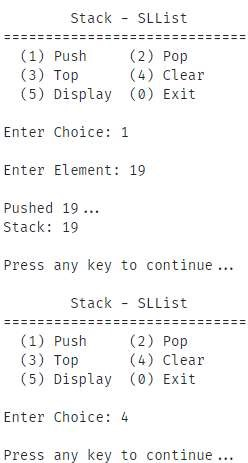 Stack - SLList
=============================
(1) Push     (2) Pop
(3) Top      (4) Clear
(5) Display  (0) Exit
Enter Choice: 1
Enter Element: 19
Pushed 19...
Stack: 19
Press any key to continue...
Stack - SLList
=============================
(1) Push     (2) Pop
(3) Top      (4) Clear
(5) Display  (0) Exit
Enter Choice: 4
Press any key to continue...